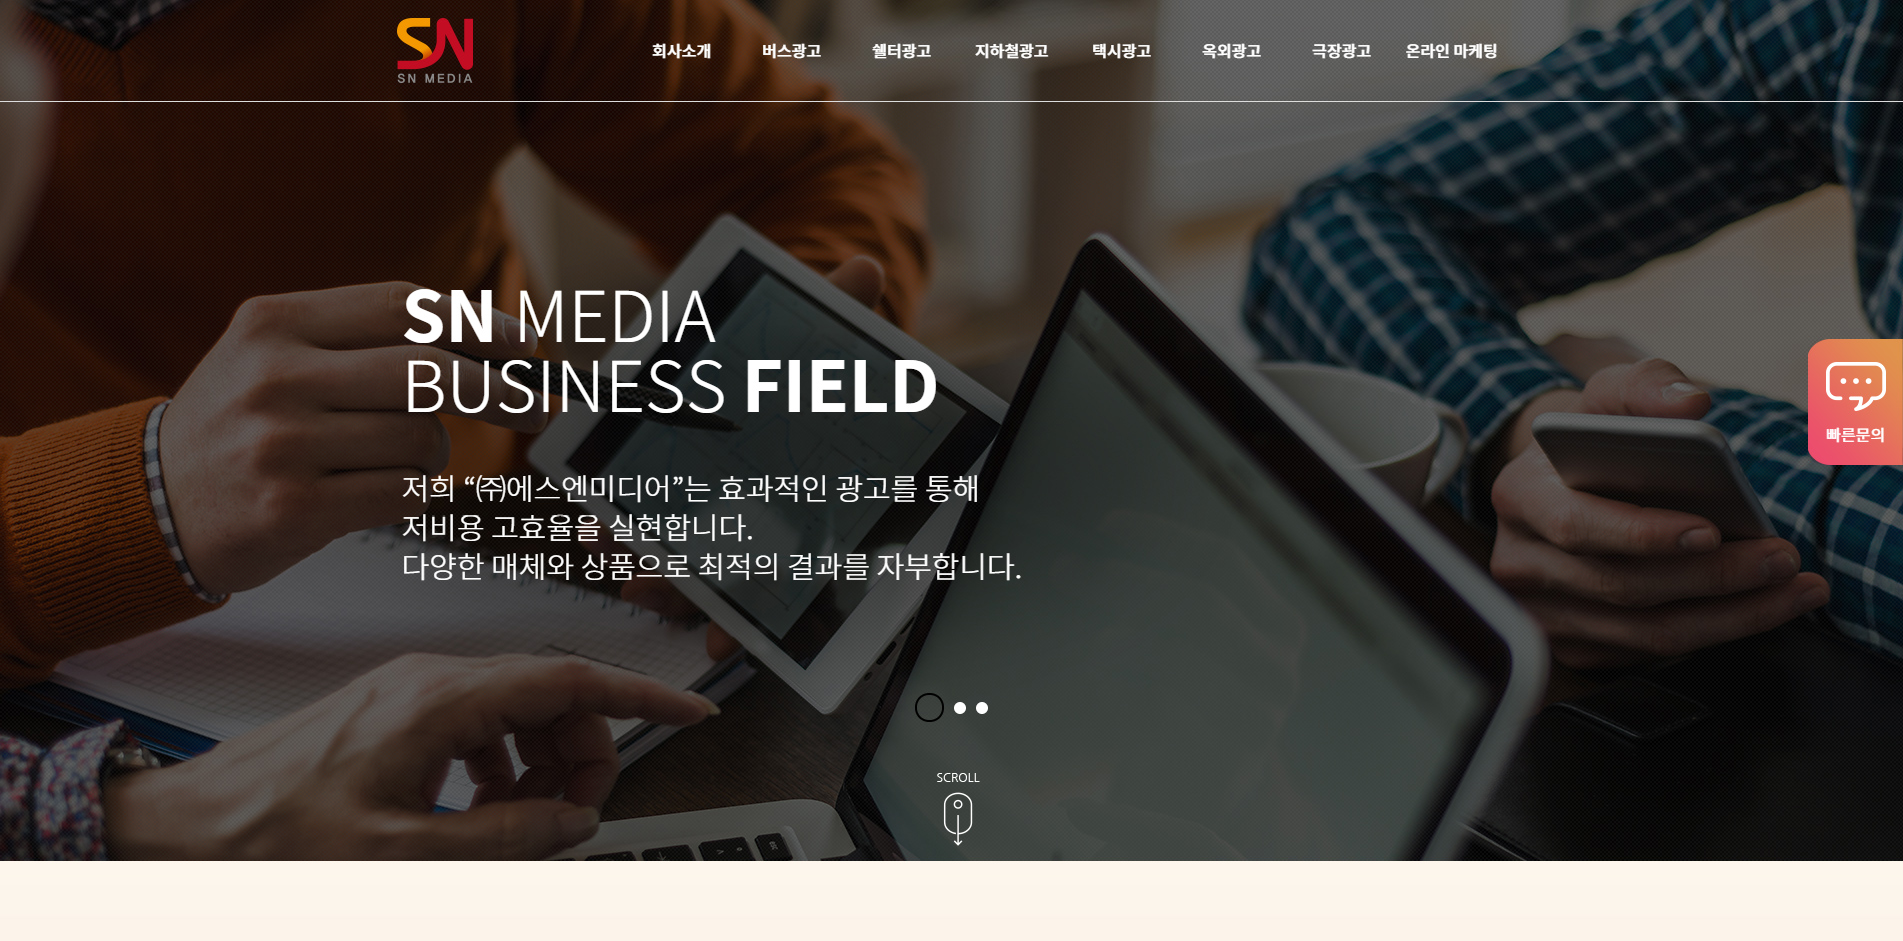 SN
SN MEDIA
회사소개
버스광고
쉘터광고
지하철광고
택시광고
옥외광고
극장광고
온라인 마케팅
SN MEDIA
BUSINESS FIELD
저희 “㈜에스엔미디어”는 효과적인 광고를 통해
저비용 고효율을 실현합니다.
다양한 매체와 상품으로 최적의 결과를 자부합니다.
빠른문의
SCROLL